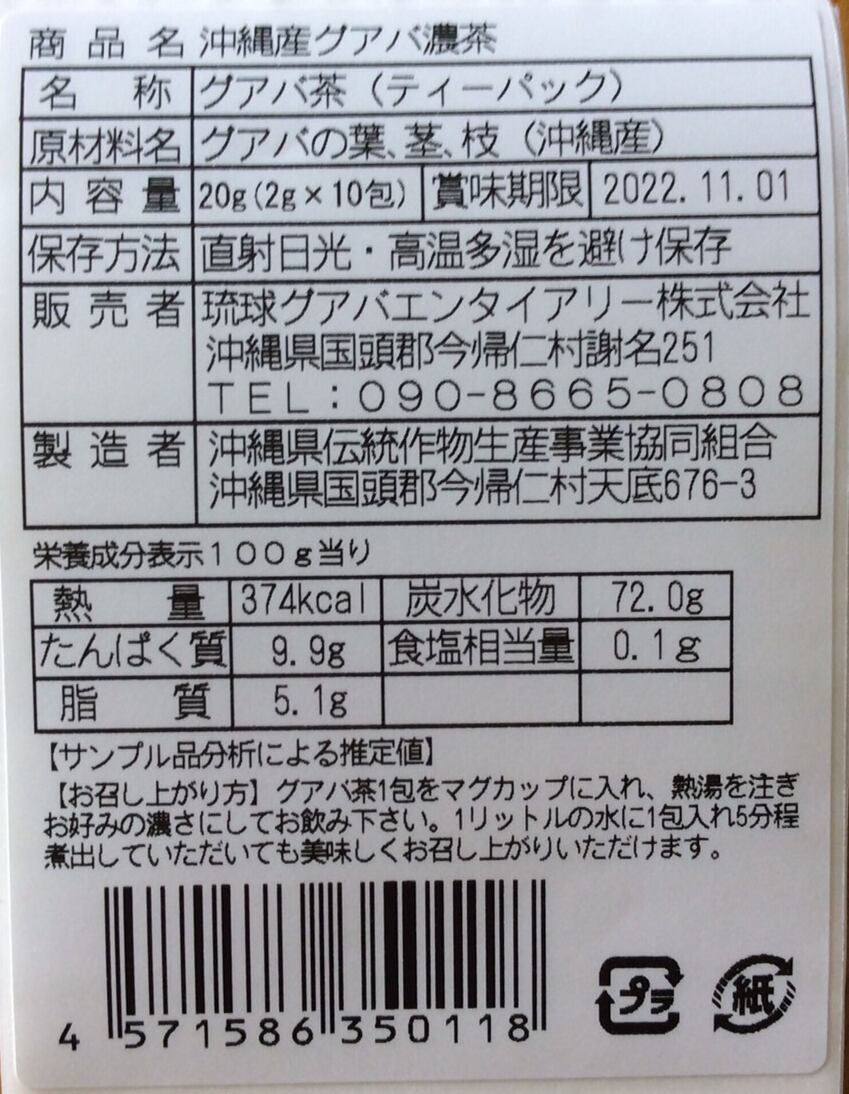 商品名 沖縄産グアバ濃茶
名称 グアバ茶（ティーパック）
原材料名 グアバの葉、茎、枝（沖縄産）
内容量 20g(2g×10包) 賞味期限 2022.11.01
保存方法 直射日光・高温多湿を避け保存
販売者 琉球グアバエンタイアリー株式会社
沖縄県国頭郡今帰仁村謝名251
TEL：090-8665-0808
製造者 沖縄県伝統作物生産事業協同組合
沖縄県国頭郡今帰仁村天底676-3
栄養成分表示100g当り
熱量 374kcal 炭水化物 72.0g
たんぱく質 9.9g 食塩相当量 0.1g
脂質 5.1g
【サンプル品分析による推定値】
【お召し上がり方】グアバ茶1包をマグカップに入れ、熱湯を注ぎ
お好みの濃さにしてお飲み下さい。1リットルの水に1包入れ5分程
煮出していただいても美味しくお召し上がりいただけます。
4 571586 350118
プラ 紙